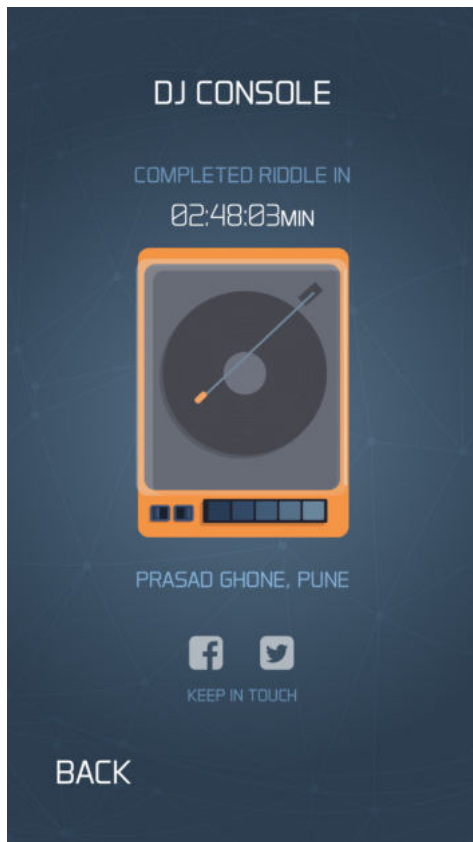 DJ CONSOLE
COMPLETED RIDDLE IN
02:48:03MIN
PRASAD GHONE, PUNE
KEEP IN TOUCH
BACK